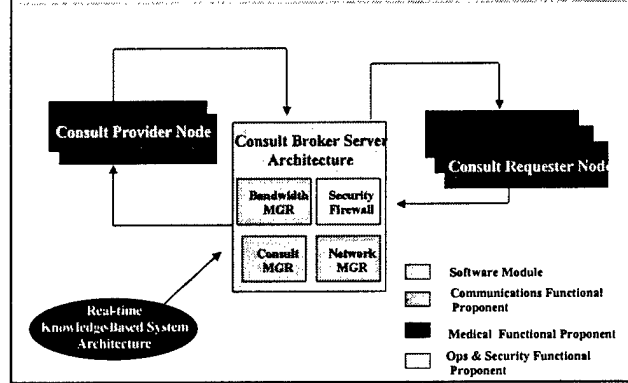 Consult Provider Node
Consult Broker Server
Architecture
Consult Requester Node
Bandwidth
MGR
Security
Firewall
Consult
MGR
Network
MGR
Real-time
Knowledge-Based System
Architecture
Software Module
Communications Functional
Proponent
Medical Functional Proponent
Ops & Security Functional
Proponent